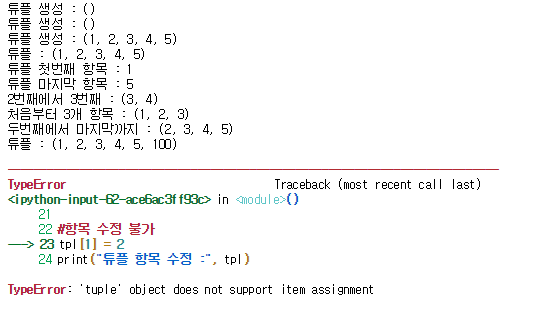 튜플 생성 : ()
튜플 생성 : ()
튜플 생성 : (1, 2, 3, 4, 5)
튜플 : (1, 2, 3, 4, 5)
튜플 첫번째 항목 : 1
튜플 마지막 항목 : 5
2번째에서 3번째 : (3, 4)
처음부터 3개 항목 : (1, 2, 3)
두번째에서 마지막까지 : (2, 3, 4, 5)
튜플 : (1, 2, 3, 4, 5, 100)
TypeError Traceback (most recent call last)
<ipython-input-62-ace6ac3ff93c> in <module>()
21
22 #항목 수정 불가
---> 23 tpl[1] = 2
24 print("튜플 항목 수정 :", tpl)
TypeError: 'tuple' object does not support item assignment